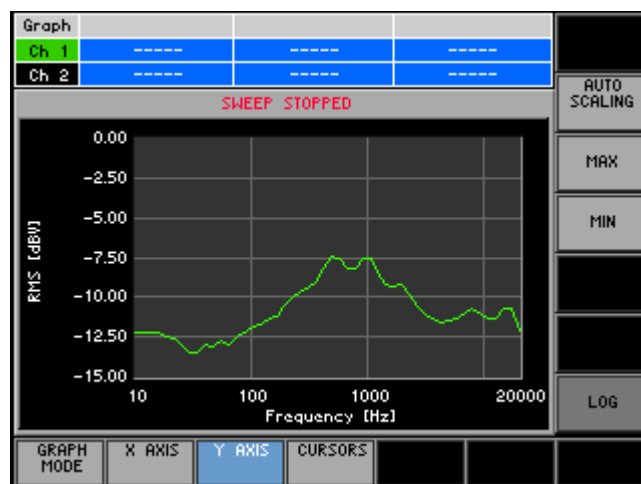 Graph
Ch 1 ----- ----- -----
Ch 2 ----- ----- -----
SWEEP STOPPED
AUTO
SCALING
MAX
MIN
LOG
RMS [dBV]
0.00
-2.50
-5.00
-7.50
-10.00
-12.50
-15.00
10 100 1000 20000
Frequency [Hz]
GRAPH
MODE
X AXIS
Y AXIS
CURSORS